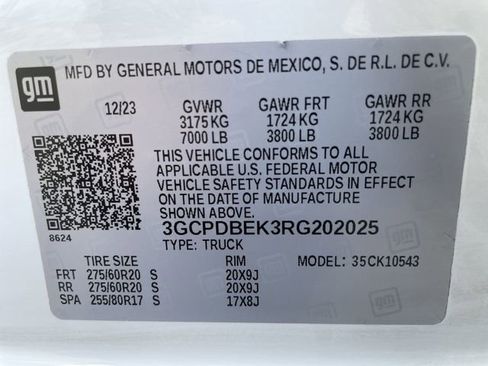 gm MFD BY GENERAL MOTORS DE MEXICO, S. DE R.L. DE C.V.
12/23 GVWR GAWR FRT GAWR RR
3175 KG 1724 KG 1724 KG
7000 LB 3800 LB 3800 LB
THIS VEHICLE CONFORMS TO ALL
APPLICABLE U.S. FEDERAL MOTOR
VEHICLE SAFETY STANDARDS IN EFFECT
ON THE DATE OF MANUFACTURE
SHOWN ABOVE.
8624
3GCPDBEK3RG202025
TYPE: TRUCK
TIRE SIZE RIM MODEL: 35CK10543
FRT 275/60R20 S 20X9J
RR 275/60R20 S 20X9J
SPA 255/80R17 S 17X8J